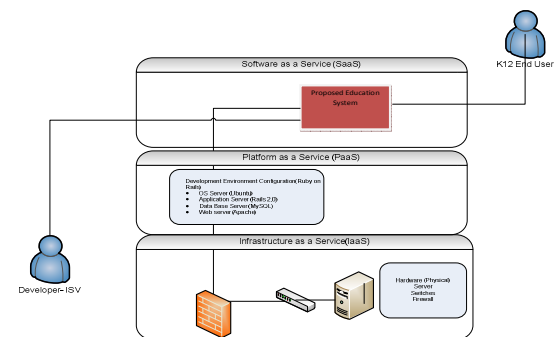 K12 End User
Software as a Service (SaaS)
Proposed Education
System
Platform as a Service (PaaS)
Development Environment Configuration(Ruby on
Rails)
• OS Server(Ubuntu)
• Application Server(Rails 2.0)
• Data Base Server(MySQL)
• Web server(Apache)
Infrastructure as a Service(IaaS)
Hardware (Physical)
Server
Switches
Firewall
Developer-ISV